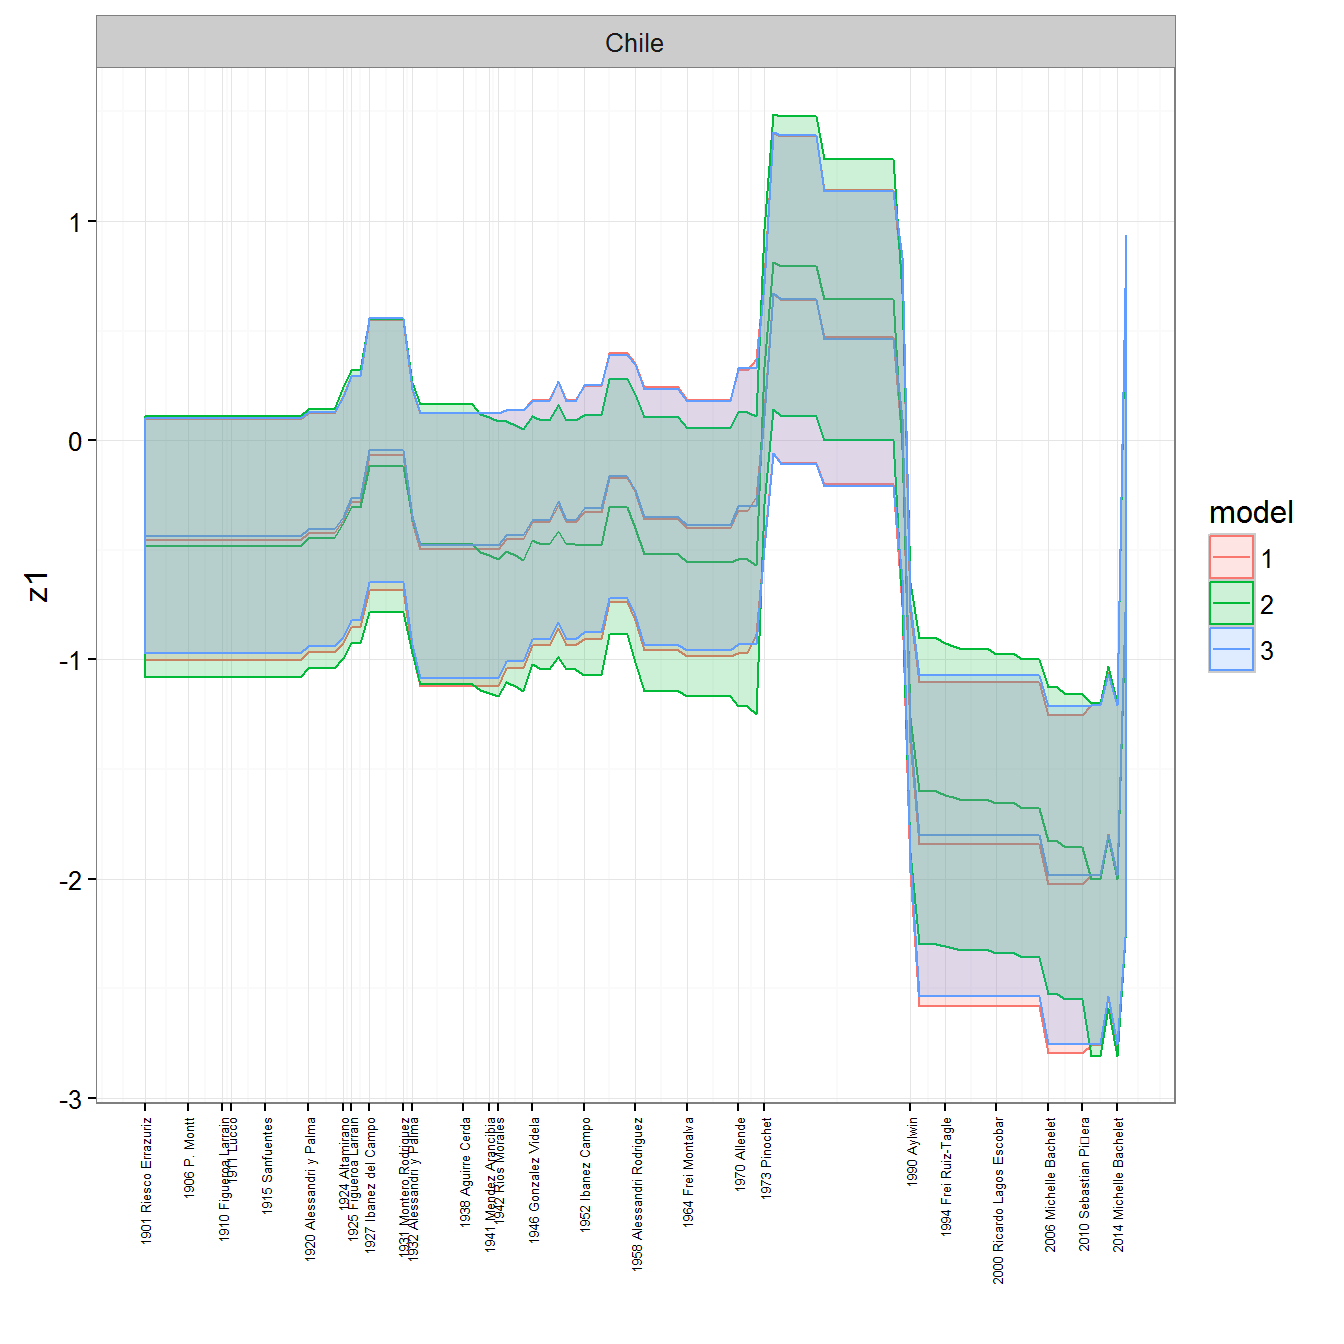 Chile
z1
1
0
-1
-2
-3
1901 Riesco Errazuriz
1906 P.. Montt
1910 Figueroa Larrain
1911 Lucco
1915 Sanfuentes
1920 Alessandri y Palma
1924 Altamirano
1925 Figueroa Larrain
1927 Ibanez del Campo
1931 Montero Rodriguez
1932 Alessandri y Palma
1938 Aguirre Cerda
1941 Mendez Arancibia
1942 Rios Morales
1946 Gonzalez Videla
1952 Ibanez Campo
1958 Alessandri Rodriguez
1964 Frei Montalva
1970 Allende
1973 Pinochet
1990 Aylwin
1994 Frei Ruiz-Tagle
2000 Ricardo Lagos Escobar
2006 Michelle Bachelet
2010 Sebastian Pi□era
2014 Michelle Bachelet
model
1
2
3